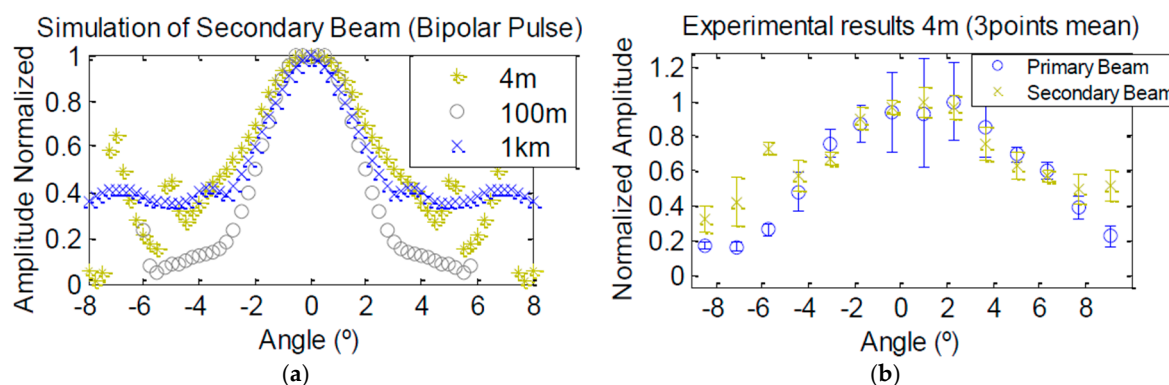 Simulation of Secondary Beam (Bipolar Pulse)
Amplitude Normalized
1
0.8
0.6
0.4
0.2
0
-8 -6 -4 -2 0 2 4 6 8
Angle (º)
4m
100m
1km
(a)
Experimental results 4m (3points mean)
Normalized Amplitude
1.2
1
0.8
0.6
0.4
0.2
0
-8 -6 -4 -2 0 2 4 6 8
Angle (º)
Primary Beam
Secondary Beam
(b)